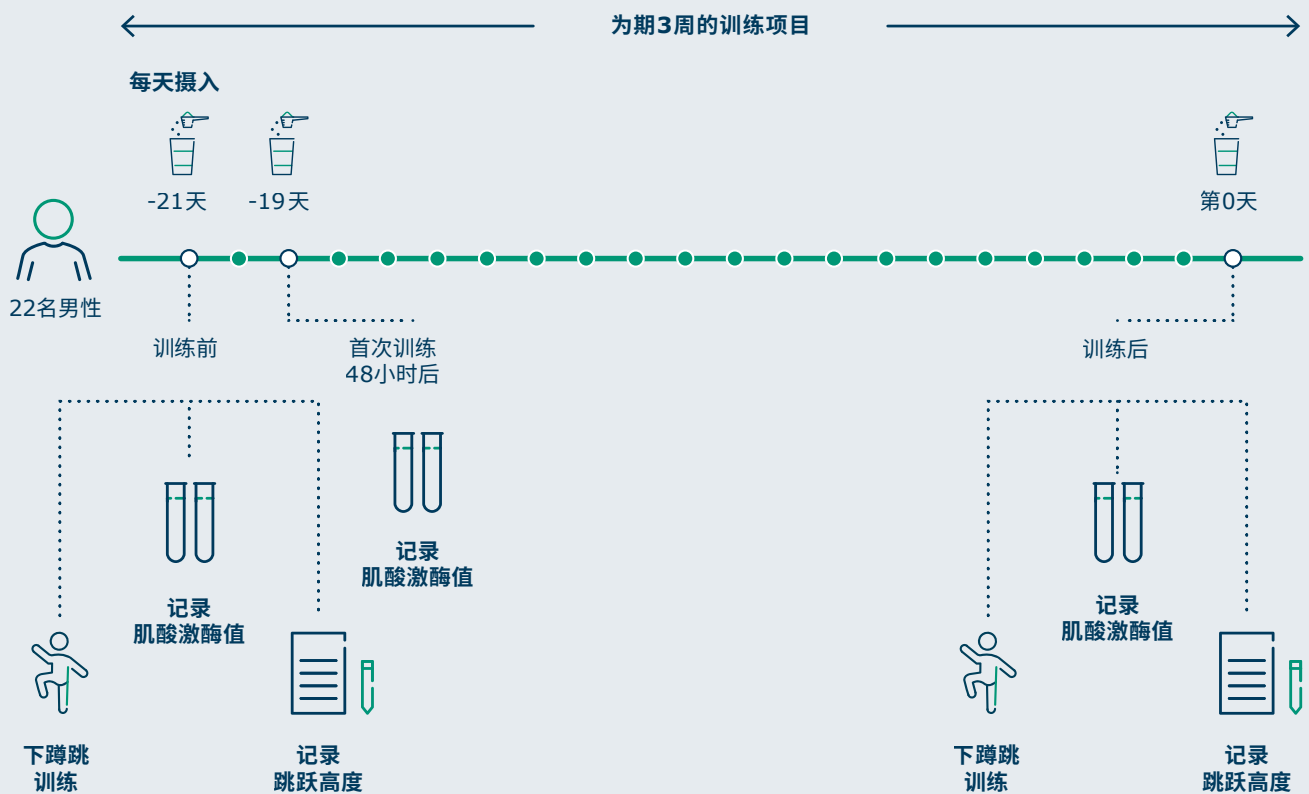 为期3周的训练项目
每天摄入
-21天
-19天
第0天
22名男性
训练前
首次训练
48小时后
训练后
记录
肌酸激酶值
记录
肌酸激酶值
记录
肌酸激酶值
下蹲跳
训练
记录
跳跃高度
下蹲跳
训练
记录
跳跃高度